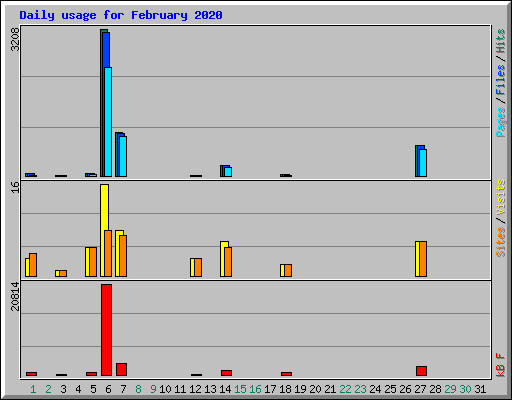 Daily usage for February 2020
3208
Pages / Files / Hits
16
Sites / Visits
20814
kB F
1 2 3 4 5 6 7 8 9 10 11 12 13 14 15 16 17 18 19 20 21 22 23 24 25 26 27 28 29 30 31